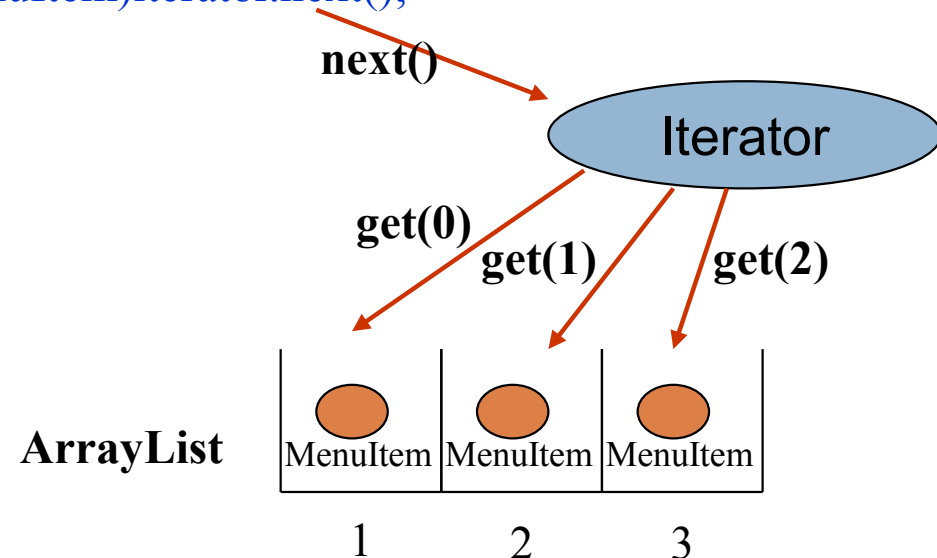 next()
Iterator
get(0)
get(1)
get(2)
ArrayList
MenuItem MenuItem MenuItem
1 2 3